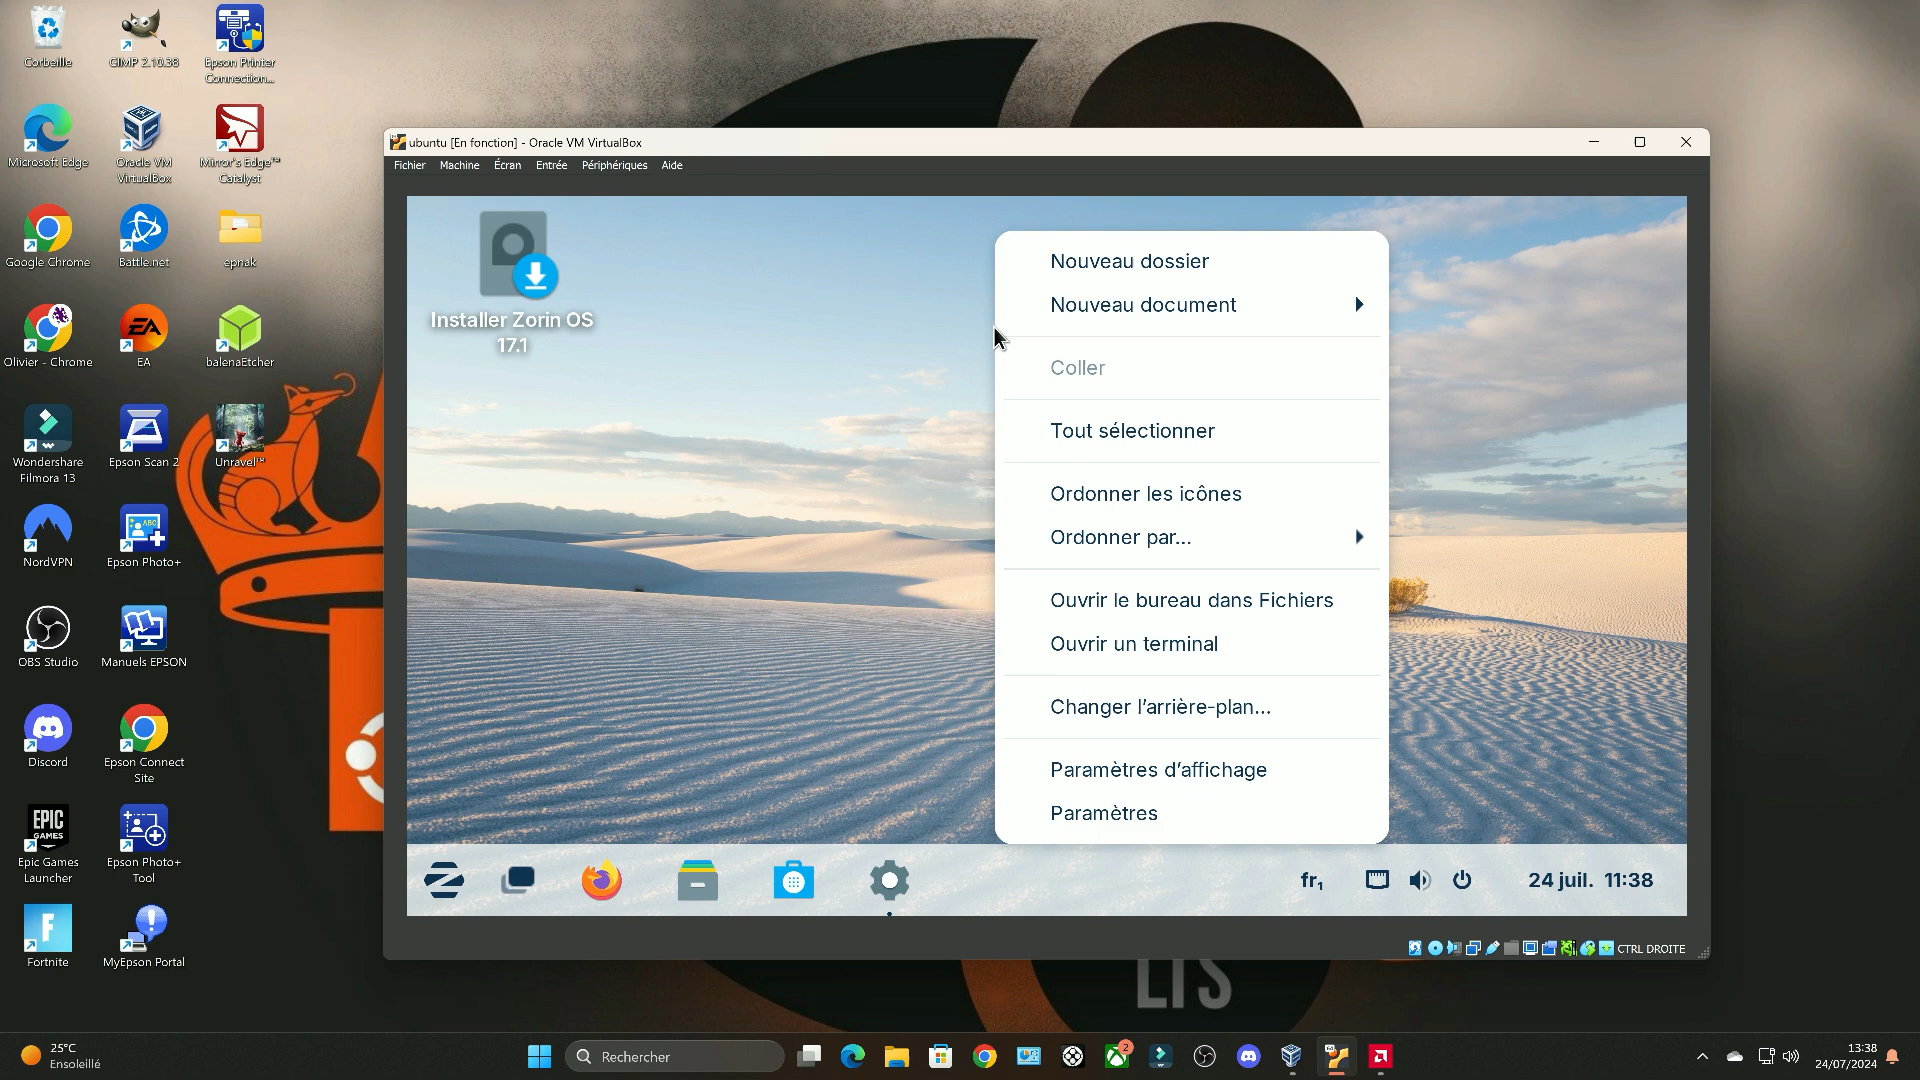 Corbeille
GIMP 2.10.38
Epson Printer
Connection...
Microsoft Edge
Oracle VM
VirtualBox
Mirror's Edge™
Catalyst
Google Chrome
Battle.net
epnak
Olivier - Chrome
EA
balenaEtcher
Wondershare
Filmora 13
Epson Scan 2
Unravel™
NordVPN
Epson Photo+
OBS Studio
Manuels EPSON
Discord
Epson Connect
Site
EPIC
GAMES
Epic Games
Launcher
Epson Photo+
Tool
Fortnite
MyEpson Portal
ubuntu [En fonction] - Oracle VM VirtualBox
Fichier Machine Écran Entrée Périphériques Aide
Installer Zorin OS
17.1
Nouveau dossier
Nouveau document
Coller
Tout sélectionner
Ordonner les icônes
Ordonner par...
Ouvrir le bureau dans Fichiers
Ouvrir un terminal
Changer l’arrière-plan...
Paramètres d’affichage
Paramètres
fr₁
24 juil. 11:38
CTRL DROITE
LTS
25°C
Ensoleillé
Rechercher
2
13:38
24/07/2024